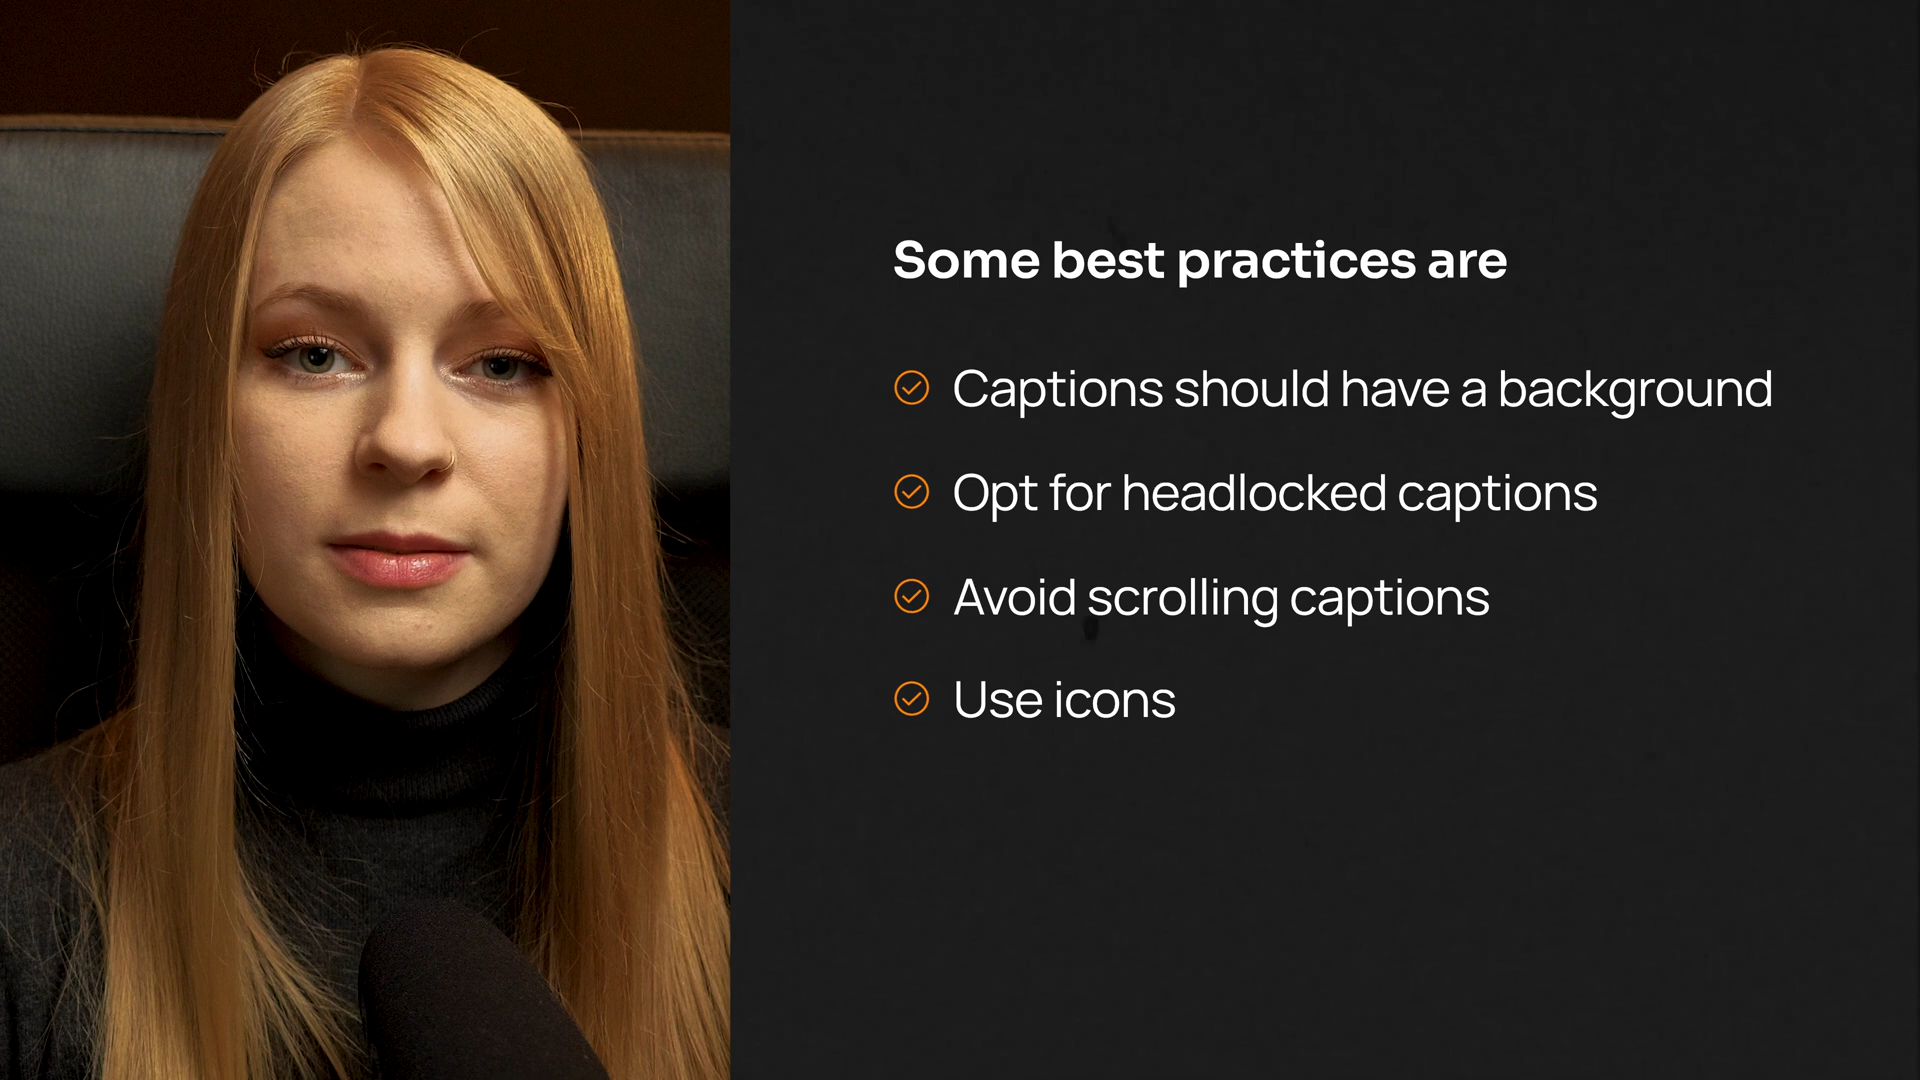 Some best practices are
Captions should have a background
Opt for headlocked captions
Avoid scrolling captions
Use icons